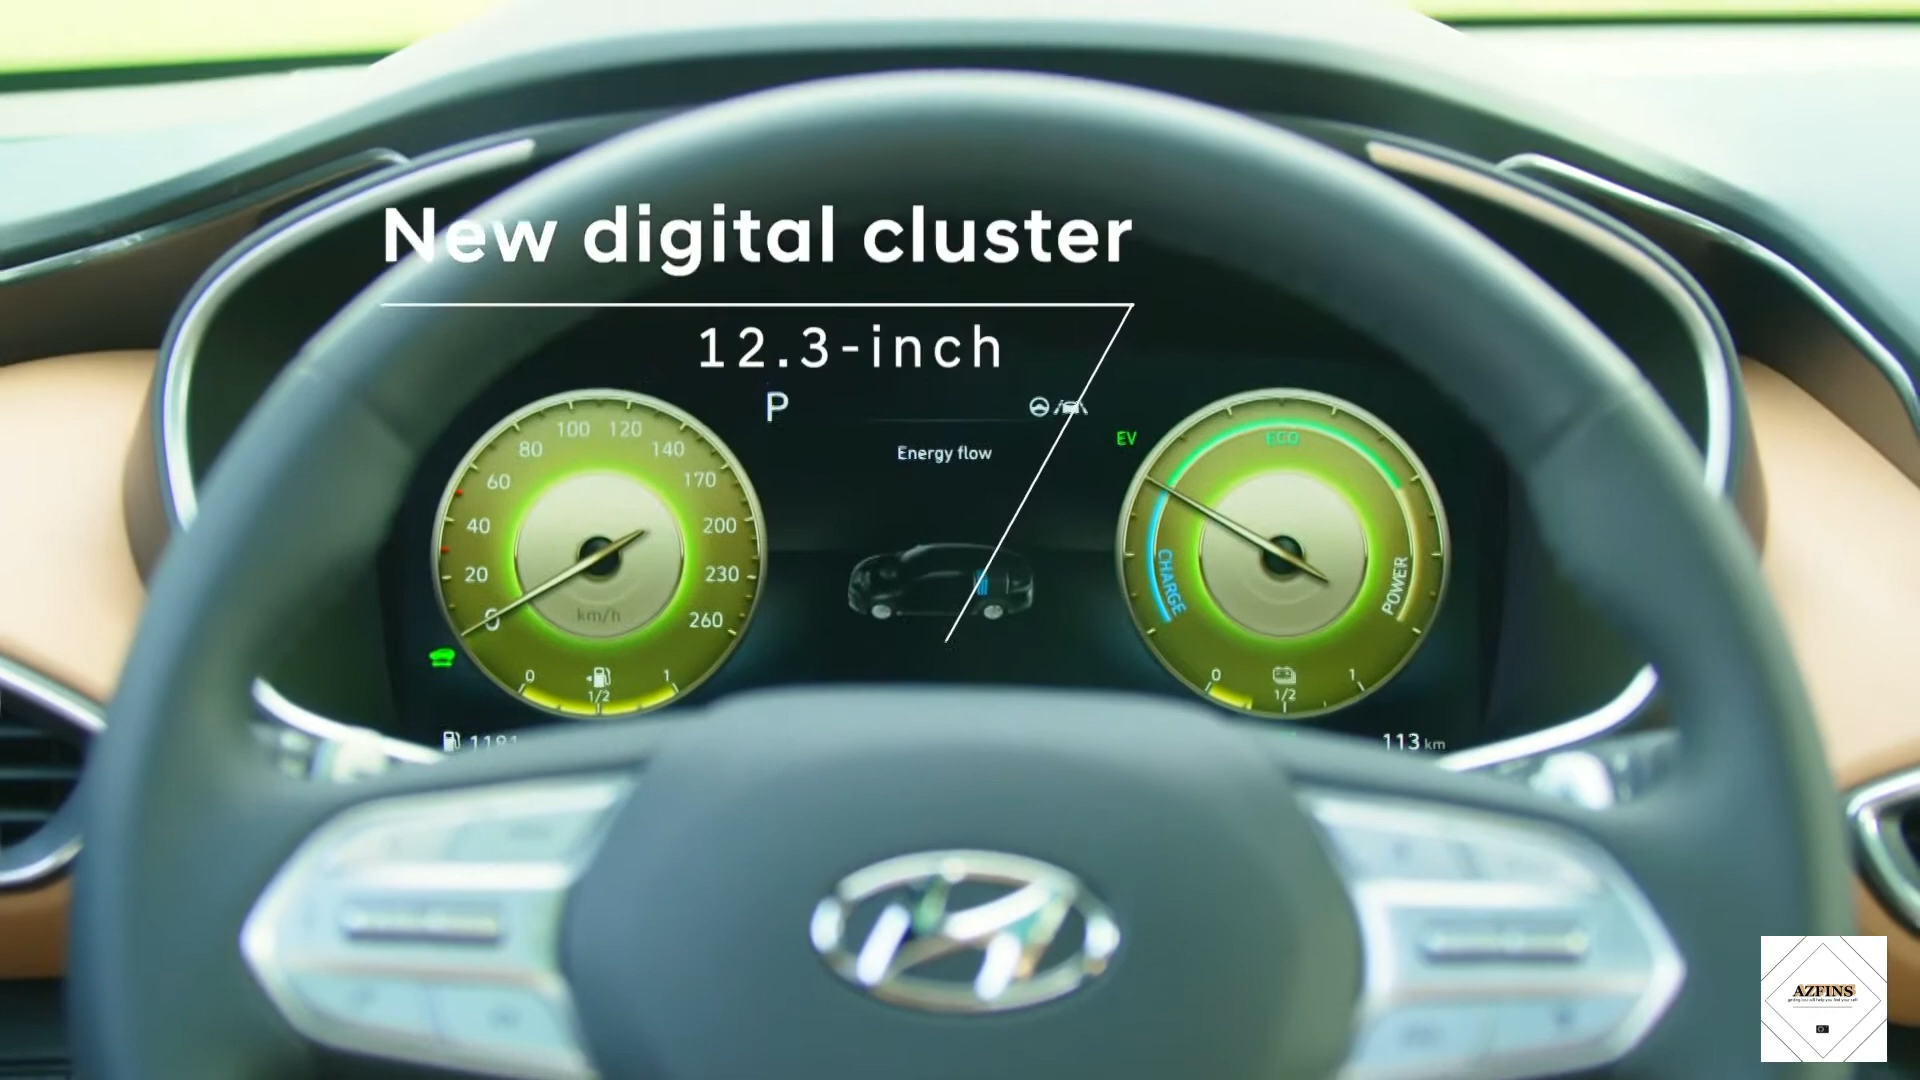 New digital cluster
12.3-inch
P
Energy flow
EV
100 120
80 140
60 170
40 200
20 230
0 260
km/h
0 1
1/2
ECO
CHARGE
POWER
0 1
1/2
113 km
AZFINS